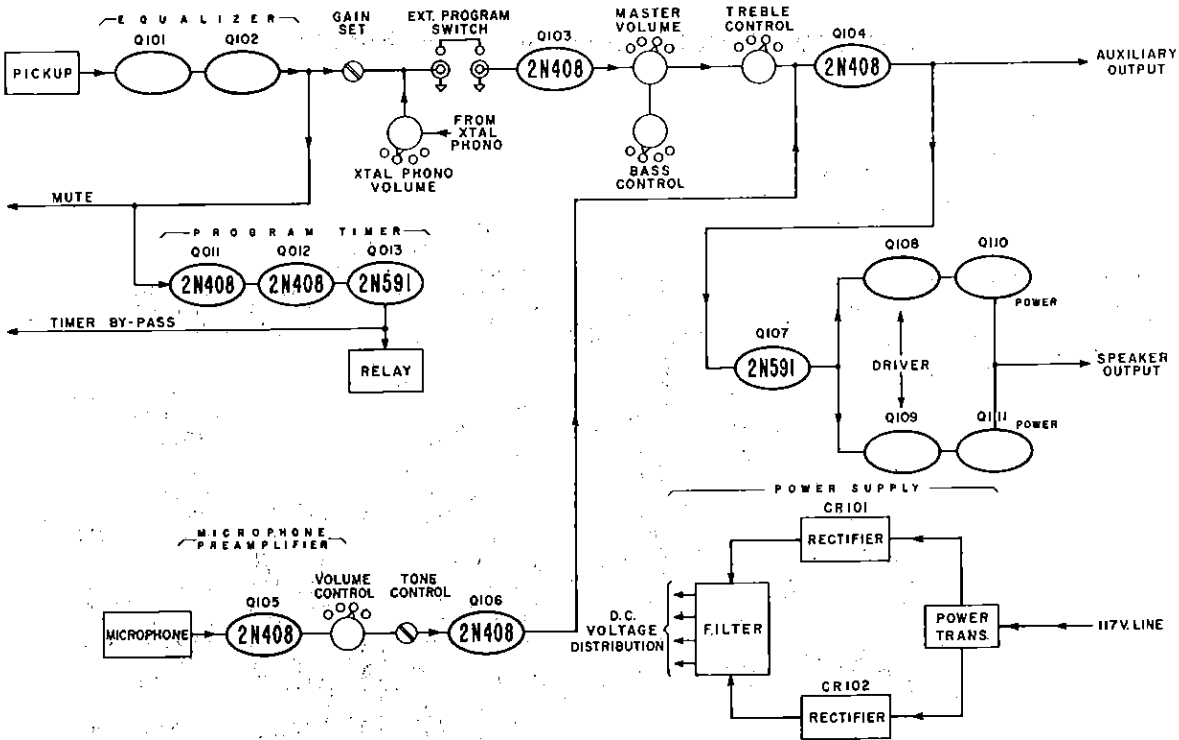 EQUALIZER
GAIN SET
EXT. PROGRAM SWITCH
MASTER VOLUME
TREBLE CONTROL
Q101
Q102
Q103
Q104
PICKUP
2N408
2N408
AUXILIARY OUTPUT
FROM XTAL PHONO
XTAL PHONO VOLUME
BASS CONTROL
MUTE
PROGRAM TIMER
Q011
Q012
Q013
2N408
2N408
2N591
TIMER BY-PASS
RELAY
Q108
Q110
POWER
Q107
2N591
DRIVER
SPEAKER OUTPUT
Q109
Q111
POWER
POWER SUPPLY
CR101
RECTIFIER
MICROPHONE PREAMPLIFIER
VOLUME CONTROL
TONE CONTROL
Q105
Q106
MICROPHONE
2N408
2N408
D.C. VOLTAGE DISTRIBUTION
FILTER
POWER TRANS.
117V. LINE
CR102
RECTIFIER